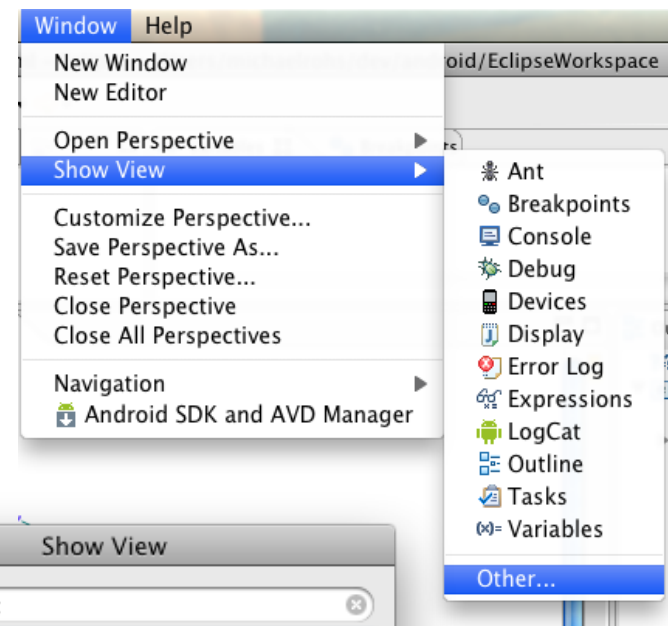 Window Help
New Window
oid/EclipseWorkspace
New Editor
Open Perspective
Show View
Ant
Breakpoints
Customize Perspective...
Console
Save Perspective As...
Debug
Reset Perspective...
Devices
Close Perspective
Display
Close All Perspectives
Error Log
Navigation
Expressions
Android SDK and AVD Manager
LogCat
Outline
Tasks
(x)= Variables
Show View
Other...